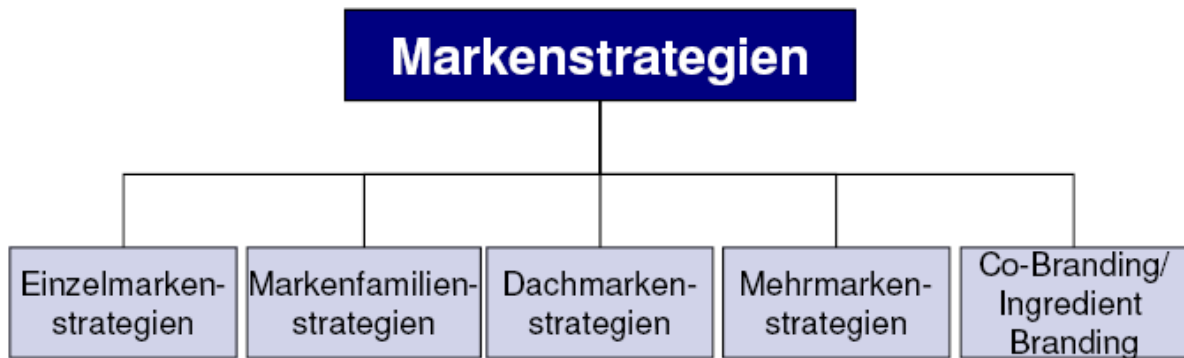 Markenstrategien
Einzelmarken-
strategien
Markenfamilien-
strategien
Dachmarken-
strategien
Mehrmarken-
strategien
Co-Branding/
Ingredient
Branding